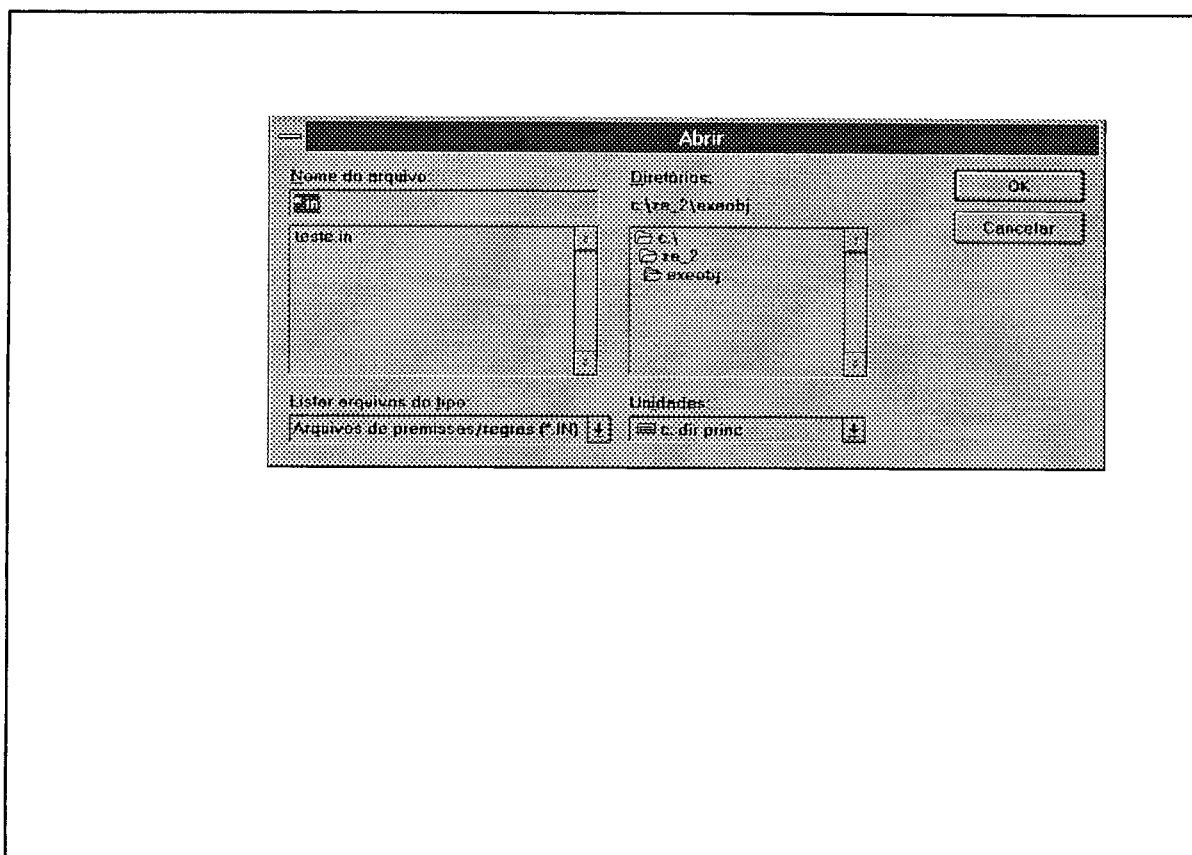 Abrir
Nome do arquivo:
*.in
teste.in
Listar arquivos do tipo:
Arquivos de premissas/regras (*.IN)
Diretórios:
c:\ze_2\exeobj
c:\
ze_2
exeobj
Unidades:
c: dir princ
OK
Cancelar